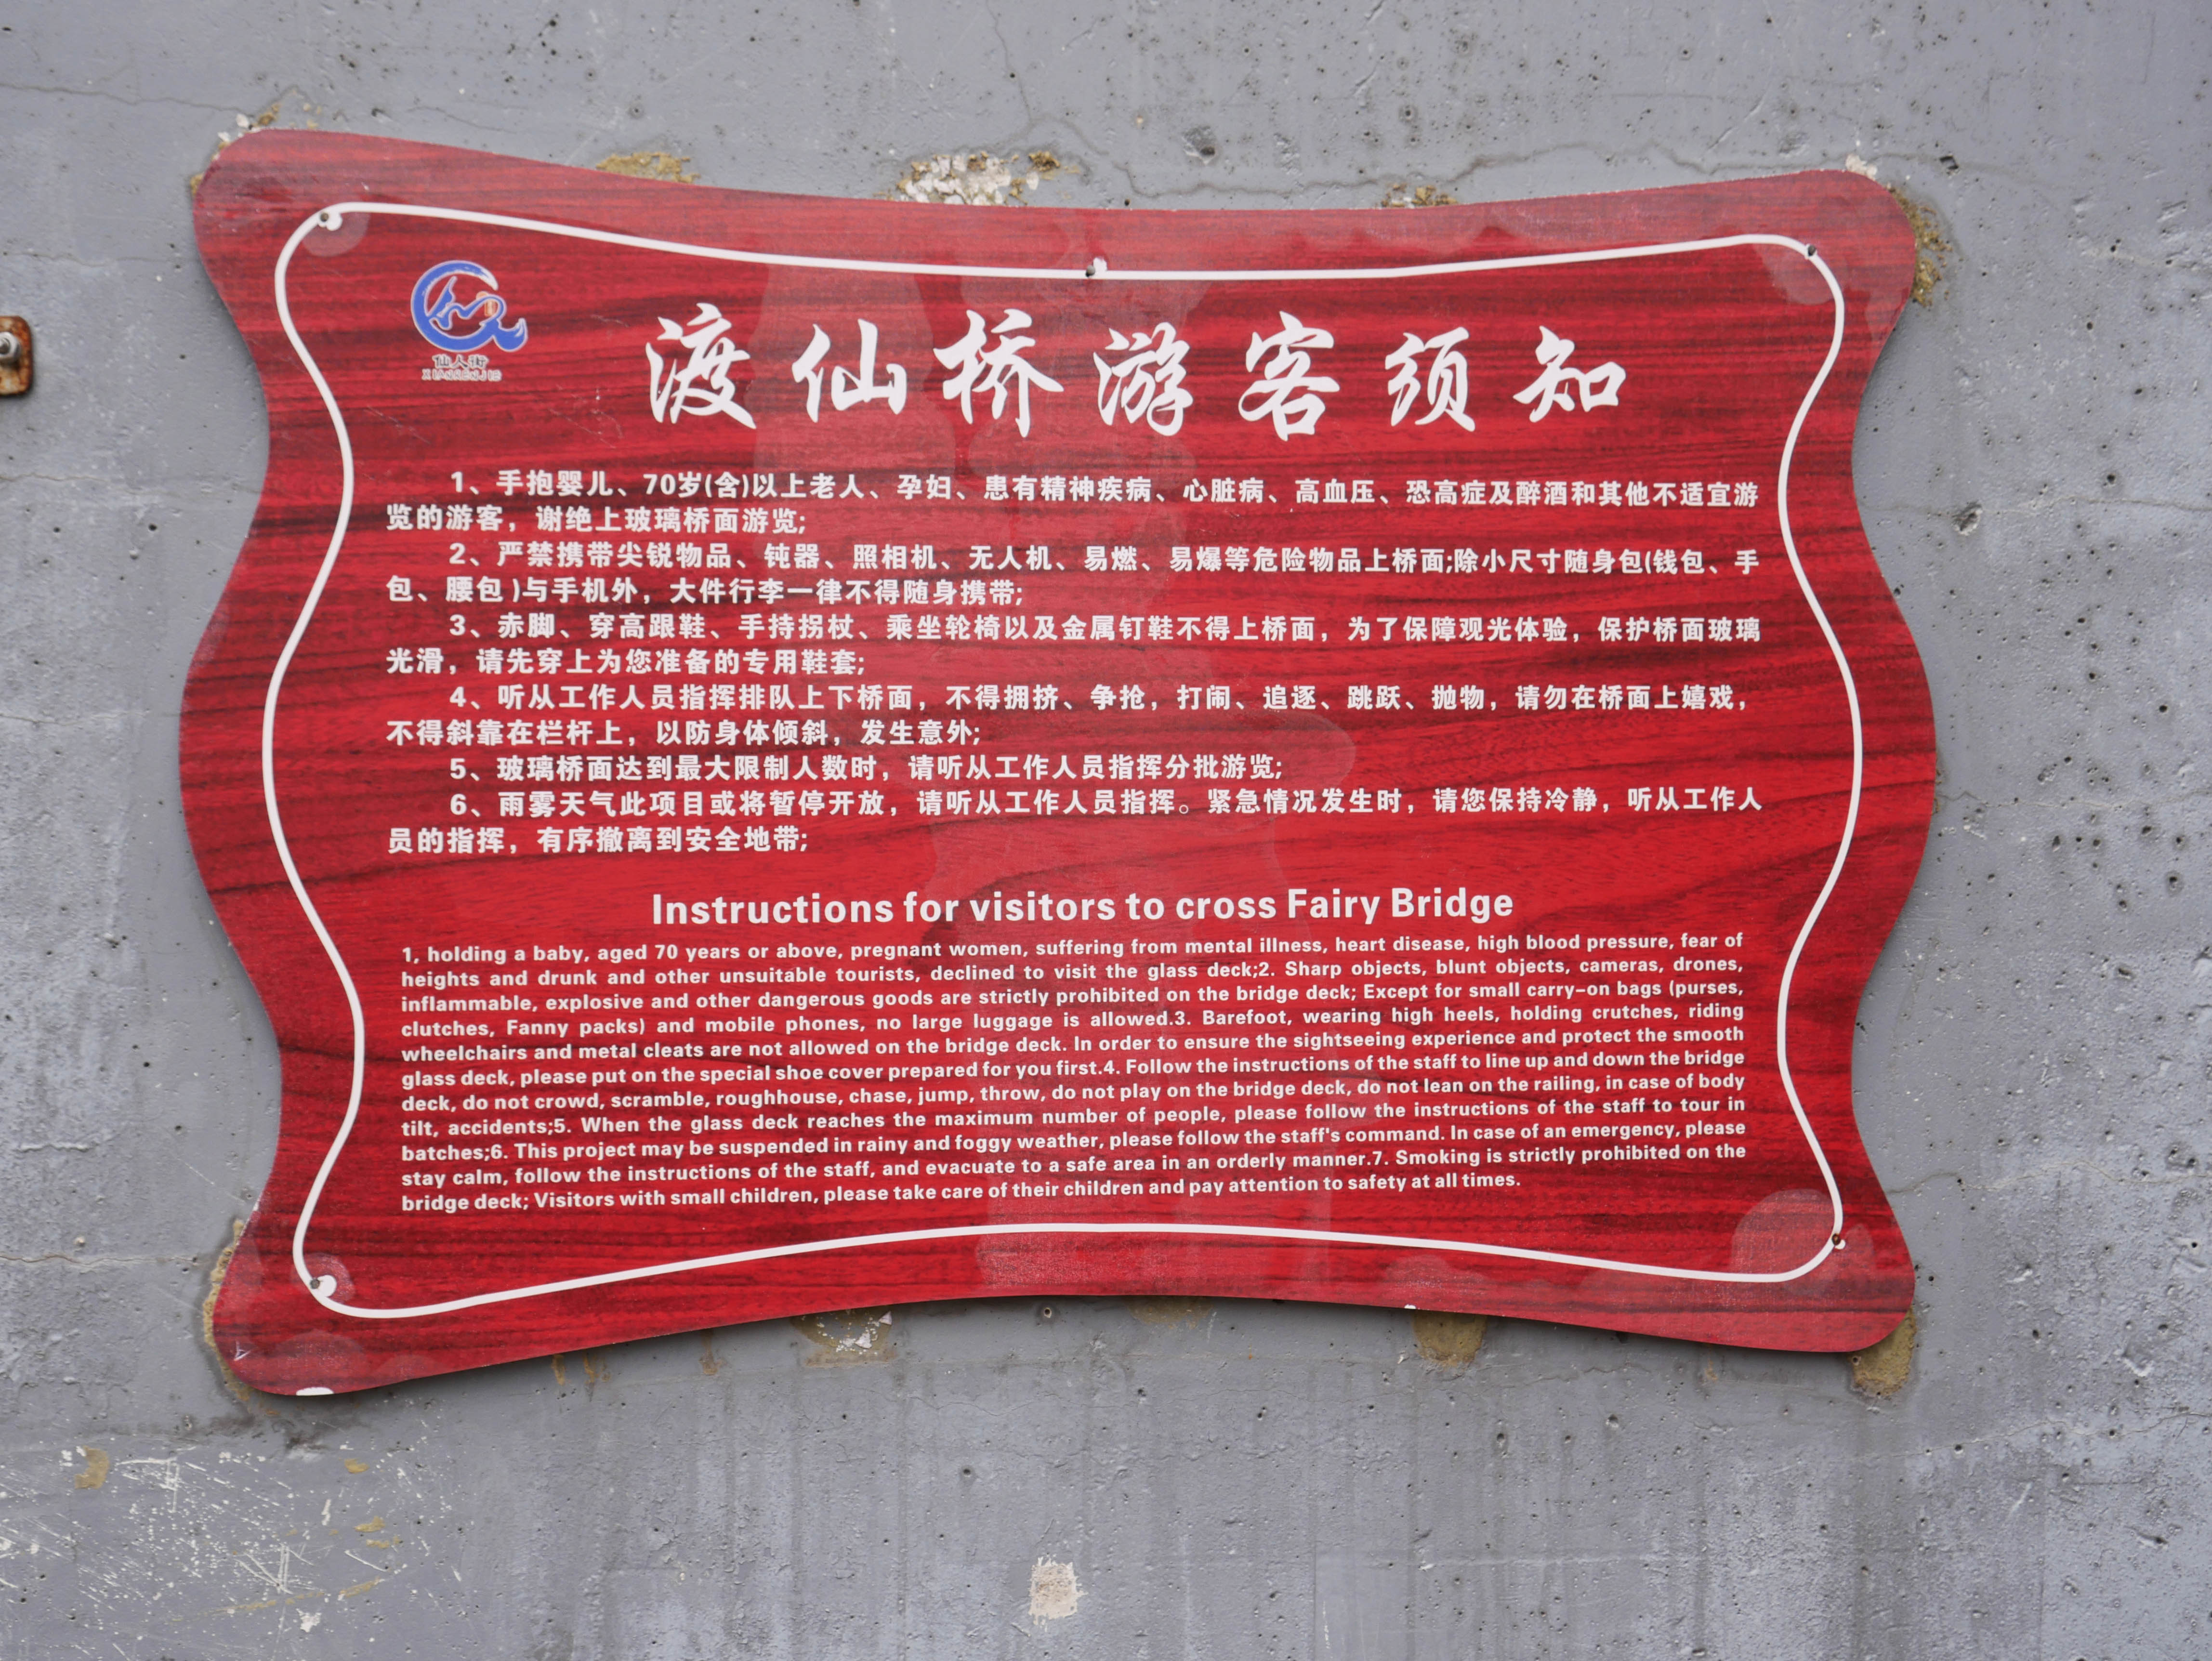 仙人街
XIANRENJIE
渡仙桥游客须知
1、手抱婴儿、70岁(含)以上老人、孕妇、患有精神疾病、心脏病、高血压、恐高症及醉酒和其他不适宜游
览的游客，谢绝上玻璃桥面游览;
2、严禁携带尖锐物品、钝器、照相机、无人机、易燃、易爆等危险物品上桥面;除小尺寸随身包(钱包、手
包、腰包 )与手机外，大件行李一律不得随身携带;
3、赤脚、穿高跟鞋、手持拐杖、乘坐轮椅以及金属钉鞋不得上桥面，为了保障观光体验，保护桥面玻璃
光滑，请先穿上为您准备的专用鞋套;
4、听从工作人员指挥排队上下桥面，不得拥挤、争抢，打闹、追逐、跳跃、抛物，请勿在桥面上嬉戏，
不得斜靠在栏杆上，以防身体倾斜，发生意外;
5、玻璃桥面达到最大限制人数时，请听从工作人员指挥分批游览;
6、雨雾天气此项目或将暂停开放，请听从工作人员指挥。紧急情况发生时，请您保持冷静，听从工作人
员的指挥，有序撤离到安全地带;
Instructions for visitors to cross Fairy Bridge
1, holding a baby, aged 70 years or above, pregnant women, suffering from mental illness, heart disease, high blood pressure, fear of
heights and drunk and other unsuitable tourists, declined to visit the glass deck;2. Sharp objects, blunt objects, cameras, drones,
inflammable, explosive and other dangerous goods are strictly prohibited on the bridge deck; Except for small carry-on bags (purses,
clutches, Fanny packs) and mobile phones, no large luggage is allowed.3. Barefoot, wearing high heels, holding crutches, riding
wheelchairs and metal cleats are not allowed on the bridge deck. In order to ensure the sightseeing experience and protect the smooth
glass deck, please put on the special shoe cover prepared for you first.4. Follow the instructions of the staff to line up and down the bridge
deck, do not crowd, scramble, roughhouse, chase, jump, throw, do not play on the bridge deck, do not lean on the railing, in case of body
tilt, accidents;5. When the glass deck reaches the maximum number of people, please follow the instructions of the staff to tour in
batches;6. This project may be suspended in rainy and foggy weather, please follow the staff's command. In case of an emergency, please
stay calm, follow the instructions of the staff, and evacuate to a safe area in an orderly manner.7. Smoking is strictly prohibited on the
bridge deck; Visitors with small children, please take care of their children and pay attention to safety at all times.